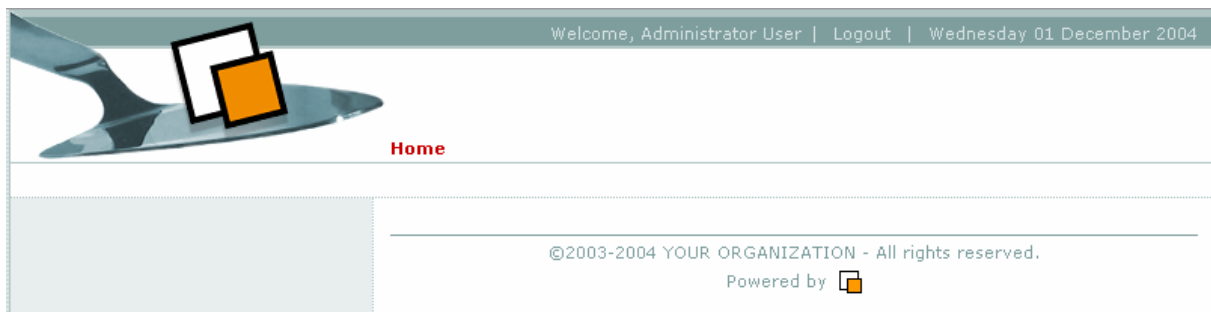 Welcome, Administrator User | Logout | Wednesday 01 December 2004
Home
©2003-2004 YOUR ORGANIZATION - All rights reserved.
Powered by